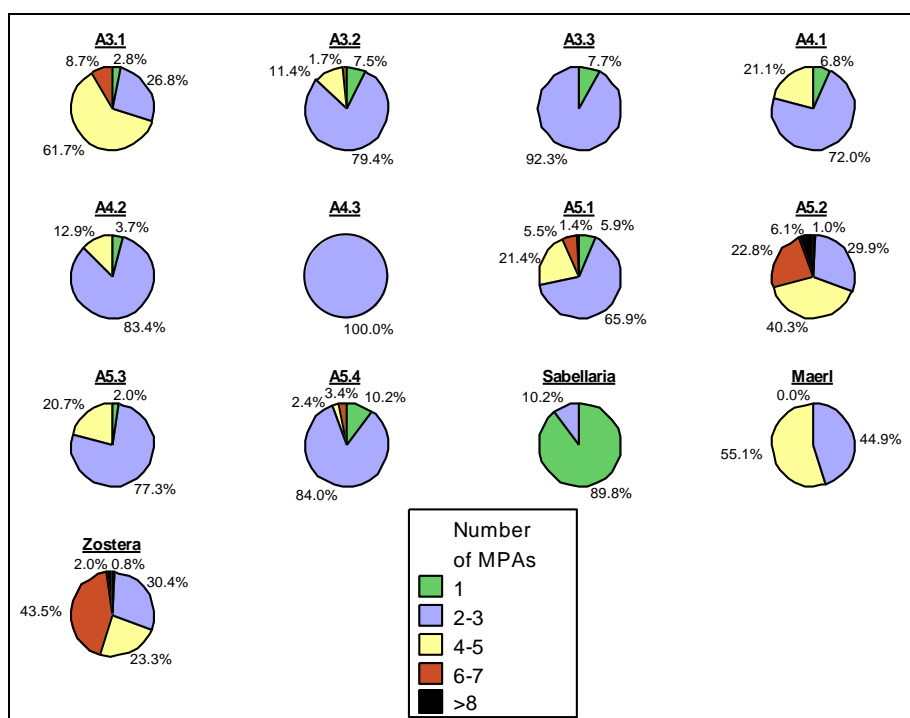 A3.1
8.7% 2.8%
26.8%
61.7%
A3.2
1.7% 7.5%
11.4%
79.4%
A3.3
7.7%
92.3%
A4.1
6.8%
21.1%
72.0%
A4.2
12.9% 3.7%
83.4%
A4.3
100.0%
A5.1
5.5% 1.4% 5.9%
21.4%
65.9%
A5.2
6.1% 1.0%
22.8% 29.9%
40.3%
A5.3
20.7% 2.0%
77.3%
A5.4
3.4%
2.4% 10.2%
84.0%
Sabellaria
10.2%
89.8%
Maerl
0.0%
44.9%
55.1%
Zostera
2.0% 0.8%
30.4%
43.5%
23.3%
Number
of MPAs
1
2-3
4-5
6-7
>8